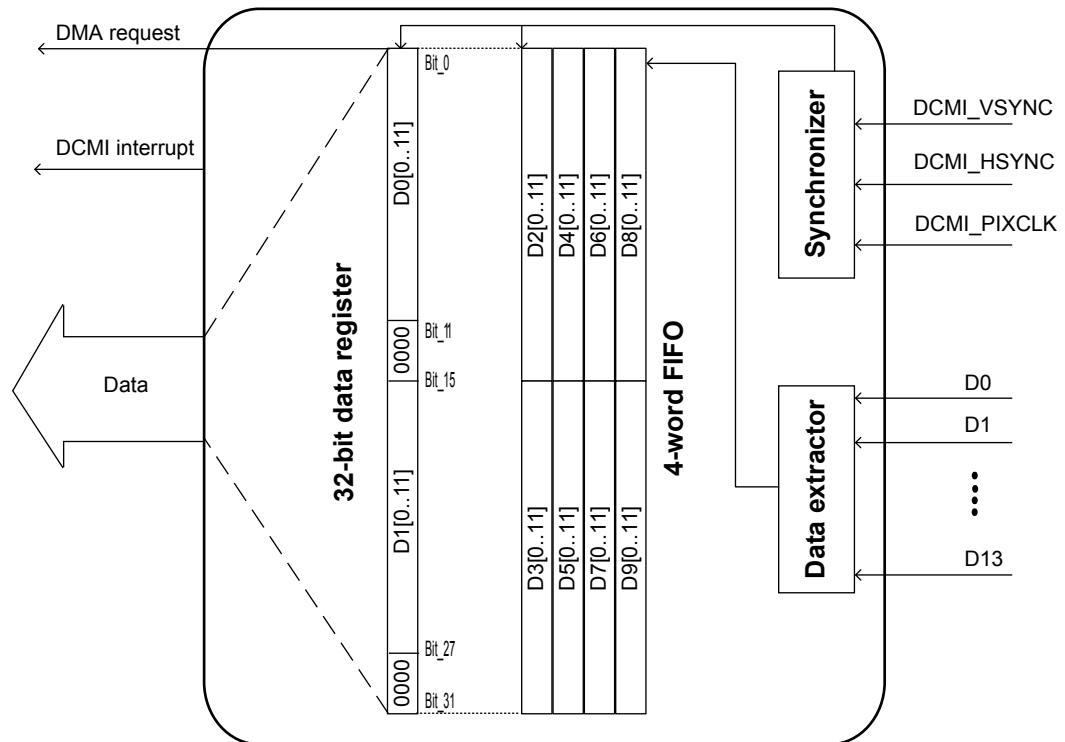 DMA request
DCMI interrupt
Data
32-bit data register
D0[0..11]
0000
D1[0..11]
0000
Bit_0
Bit_11
Bit_15
Bit_27
Bit_31
D2[0..11]
D4[0..11]
D6[0..11]
D8[0..11]
D3[0..11]
D5[0..11]
D7[0..11]
D9[0..11]
4-word FIFO
Synchronizer
DCMI_VSYNC
DCMI_HSYNC
DCMI_PIXCLK
Data extractor
D0
D1
D13